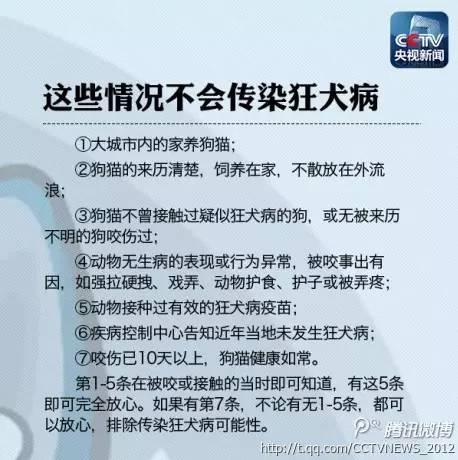 CCTV
央视新闻
这些情况不会传染狂犬病
①大城市内的家养狗猫；
②狗猫的来历清楚，饲养在家，不散放在外流
浪；
③狗猫不曾接触过疑似狂犬病的狗，或无被来历
不明的狗咬伤过；
④动物无生病的表现或行为异常，被咬事出有
因，如强拉硬拽、戏弄、动物护食、护子或被弄疼；
⑤动物接种过有效的狂犬病疫苗；
⑥疾病控制中心告知近年当地未发生狂犬病；
⑦咬伤已10天以上，狗猫健康如常。
第1-5条在被咬或接触的当时即可知道，有这5条
即可完全放心。如果有第7条，不论有无1-5条，都可
以放心，排除传染狂犬病可能性。
腾讯微博
http://t.qq.com/CCTVNEWS_2012